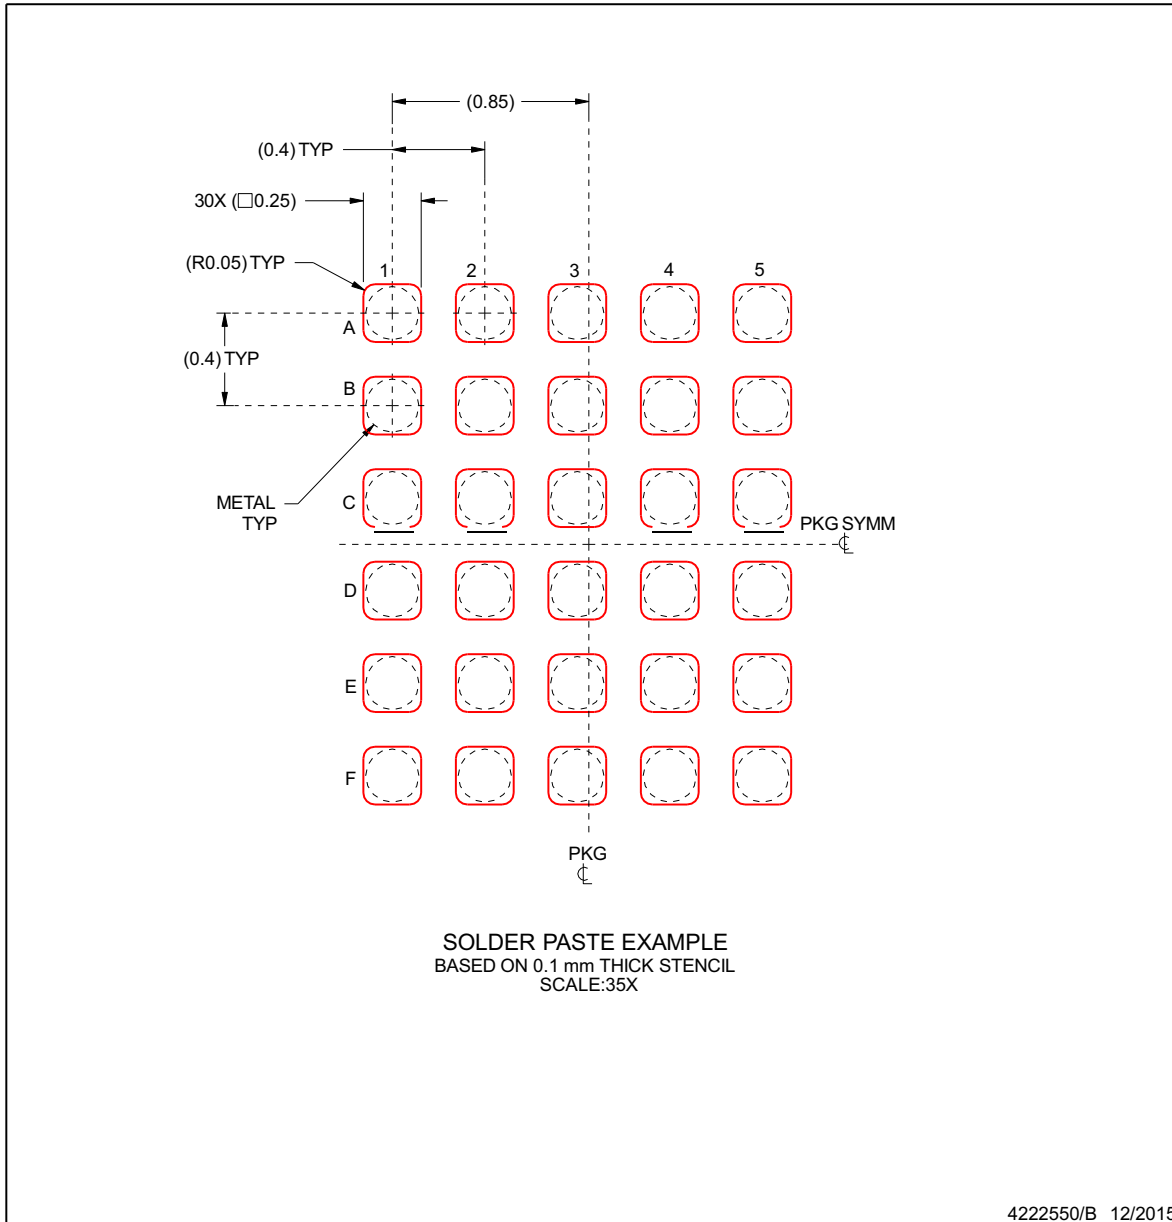 (0.85)
(0.4) TYP
30X (□0.25)
(R0.05) TYP
1 2 3 4 5
A
(0.4) TYP
B
METAL
TYP
C
PKG SYMM
℄
D
E
F
PKG
℄
SOLDER PASTE EXAMPLE
BASED ON 0.1 mm THICK STENCIL
SCALE:35X
4222550/B 12/2015